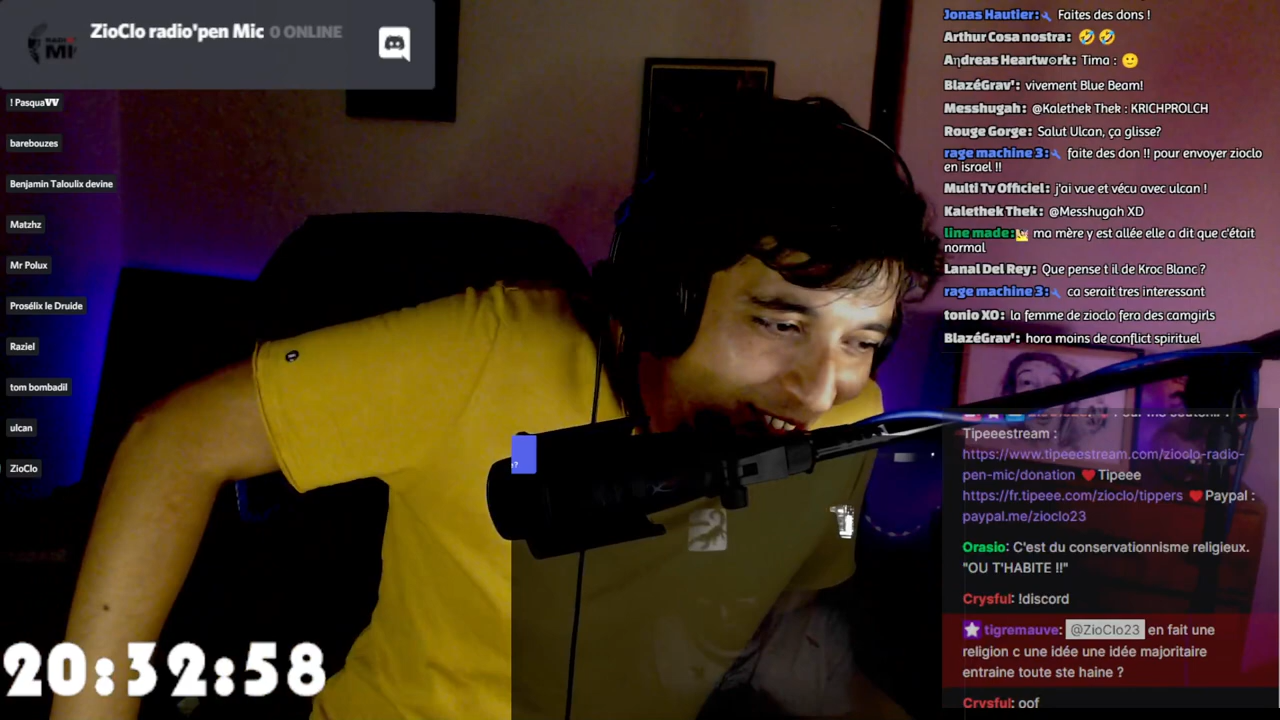 ZioClo radio'pen Mic 0 ONLINE
! PasquaVV
barebouzes
Benjamin Taloulix devine
Matzhz
Mr Polux
Prosélix le Druide
Raziel
tom bombadil
ulcan
ZioClo
20:32:58
Jonas Hautier: Faites des dons !
Arthur Cosa nostra: 🤣 🤣
Aηdreas Heartwork: Tima : 🙂
BlazéGrav': vivement Blue Beam!
Messhugah: @Kalethek Thek : KRICHPROLCH
Rouge Gorge: Salut Ulcan, ça glisse?
rage machine 3: faite des don !! pour envoyer zioclo
en israel !!
Multi Tv Officiel: j'ai vue et vécu avec ulcan !
Kalethek Thek: @Messhugah XD
line made: ma mère y est allée elle a dit que c'était
normal
Lanal Del Rey: Que pense t il de Kroc Blanc ?
rage machine 3: ca serait tres interessant
tonio XO: la femme de zioclo fera des camgirls
BlazéGrav': hora moins de conflict spirituel
Tipeeestream :
https://www.tipeeestream.com/zioclo-radio-
pen-mic/donation ❤ Tipeee
https://fr.tipeee.com/zioclo/tippers ❤ Paypal :
paypal.me/zioclo23
Orasio: C'est du conservationnisme religieux.
"OU T'HABITE !!"
Crysful: !discord
tigremauve: @ZioClo23 en fait une
religion c une idée une idée majoritaire
entraine toute ste haine ?
Crysful: oof